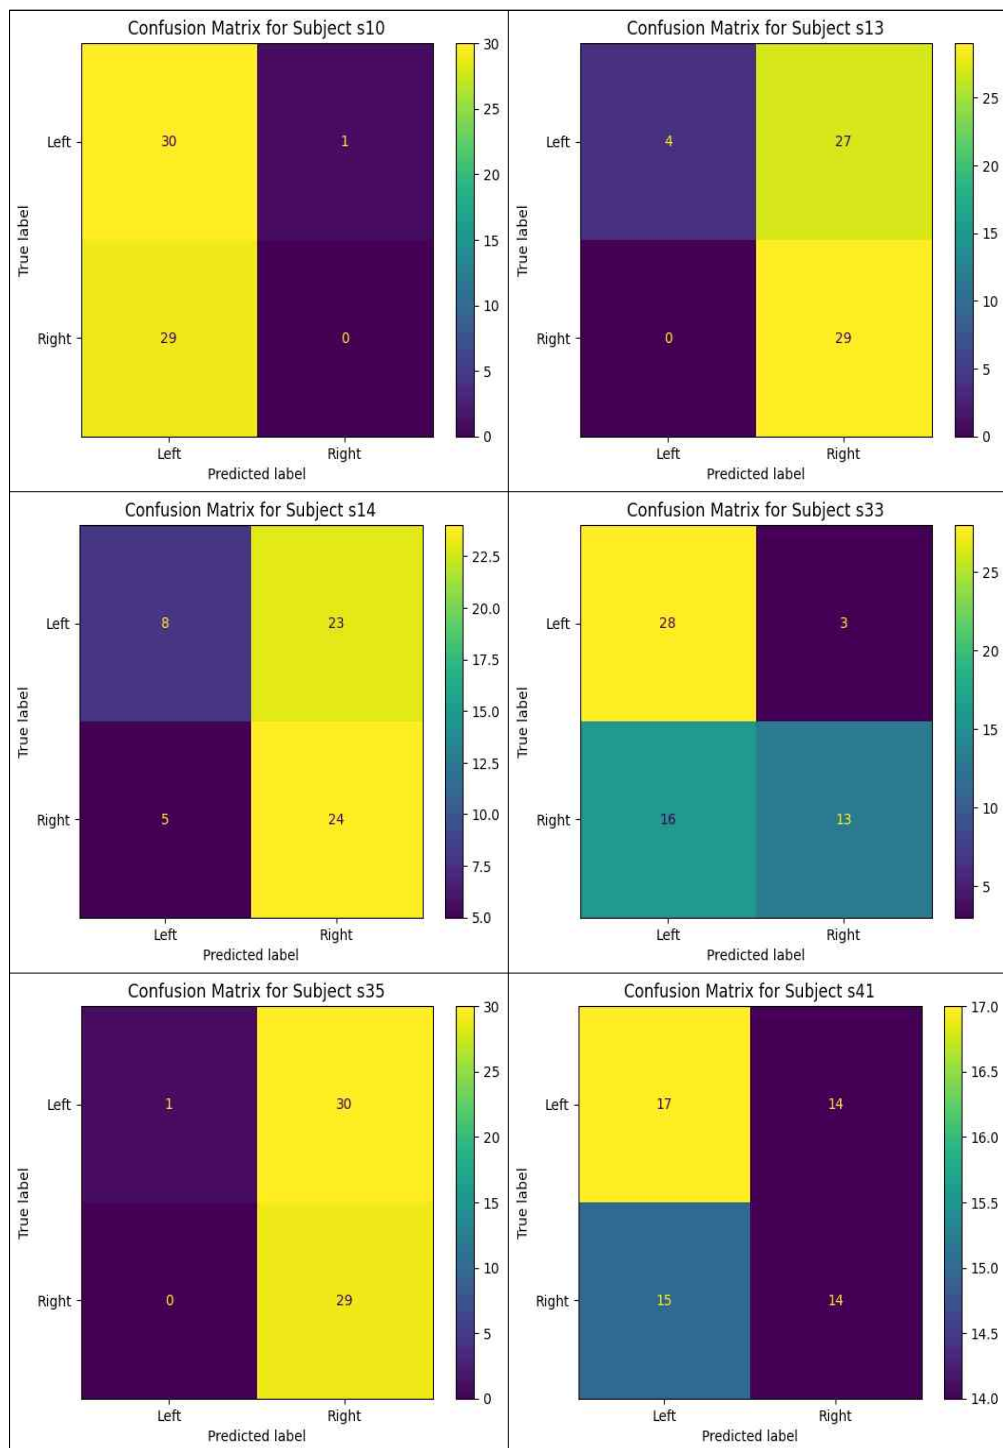 Confusion Matrix for Subject s10
True label
Left
30
1
30
25
20
15
10
5
0
Right
29
0
Left
Right
Predicted label
Confusion Matrix for Subject s13
True label
Left
4
27
25
20
15
10
5
0
Right
0
29
Left
Right
Predicted label
Confusion Matrix for Subject s14
True label
Left
8
23
22.5
20.0
17.5
15.0
12.5
10.0
7.5
5.0
Right
5
24
Left
Right
Predicted label
Confusion Matrix for Subject s33
True label
Left
28
3
25
20
15
10
5
Right
16
13
Left
Right
Predicted label
Confusion Matrix for Subject s35
True label
Left
1
30
30
25
20
15
10
5
0
Right
0
29
Left
Right
Predicted label
Confusion Matrix for Subject s41
True label
Left
17
14
17.0
16.5
16.0
15.5
15.0
14.5
14.0
Right
15
14
Left
Right
Predicted label